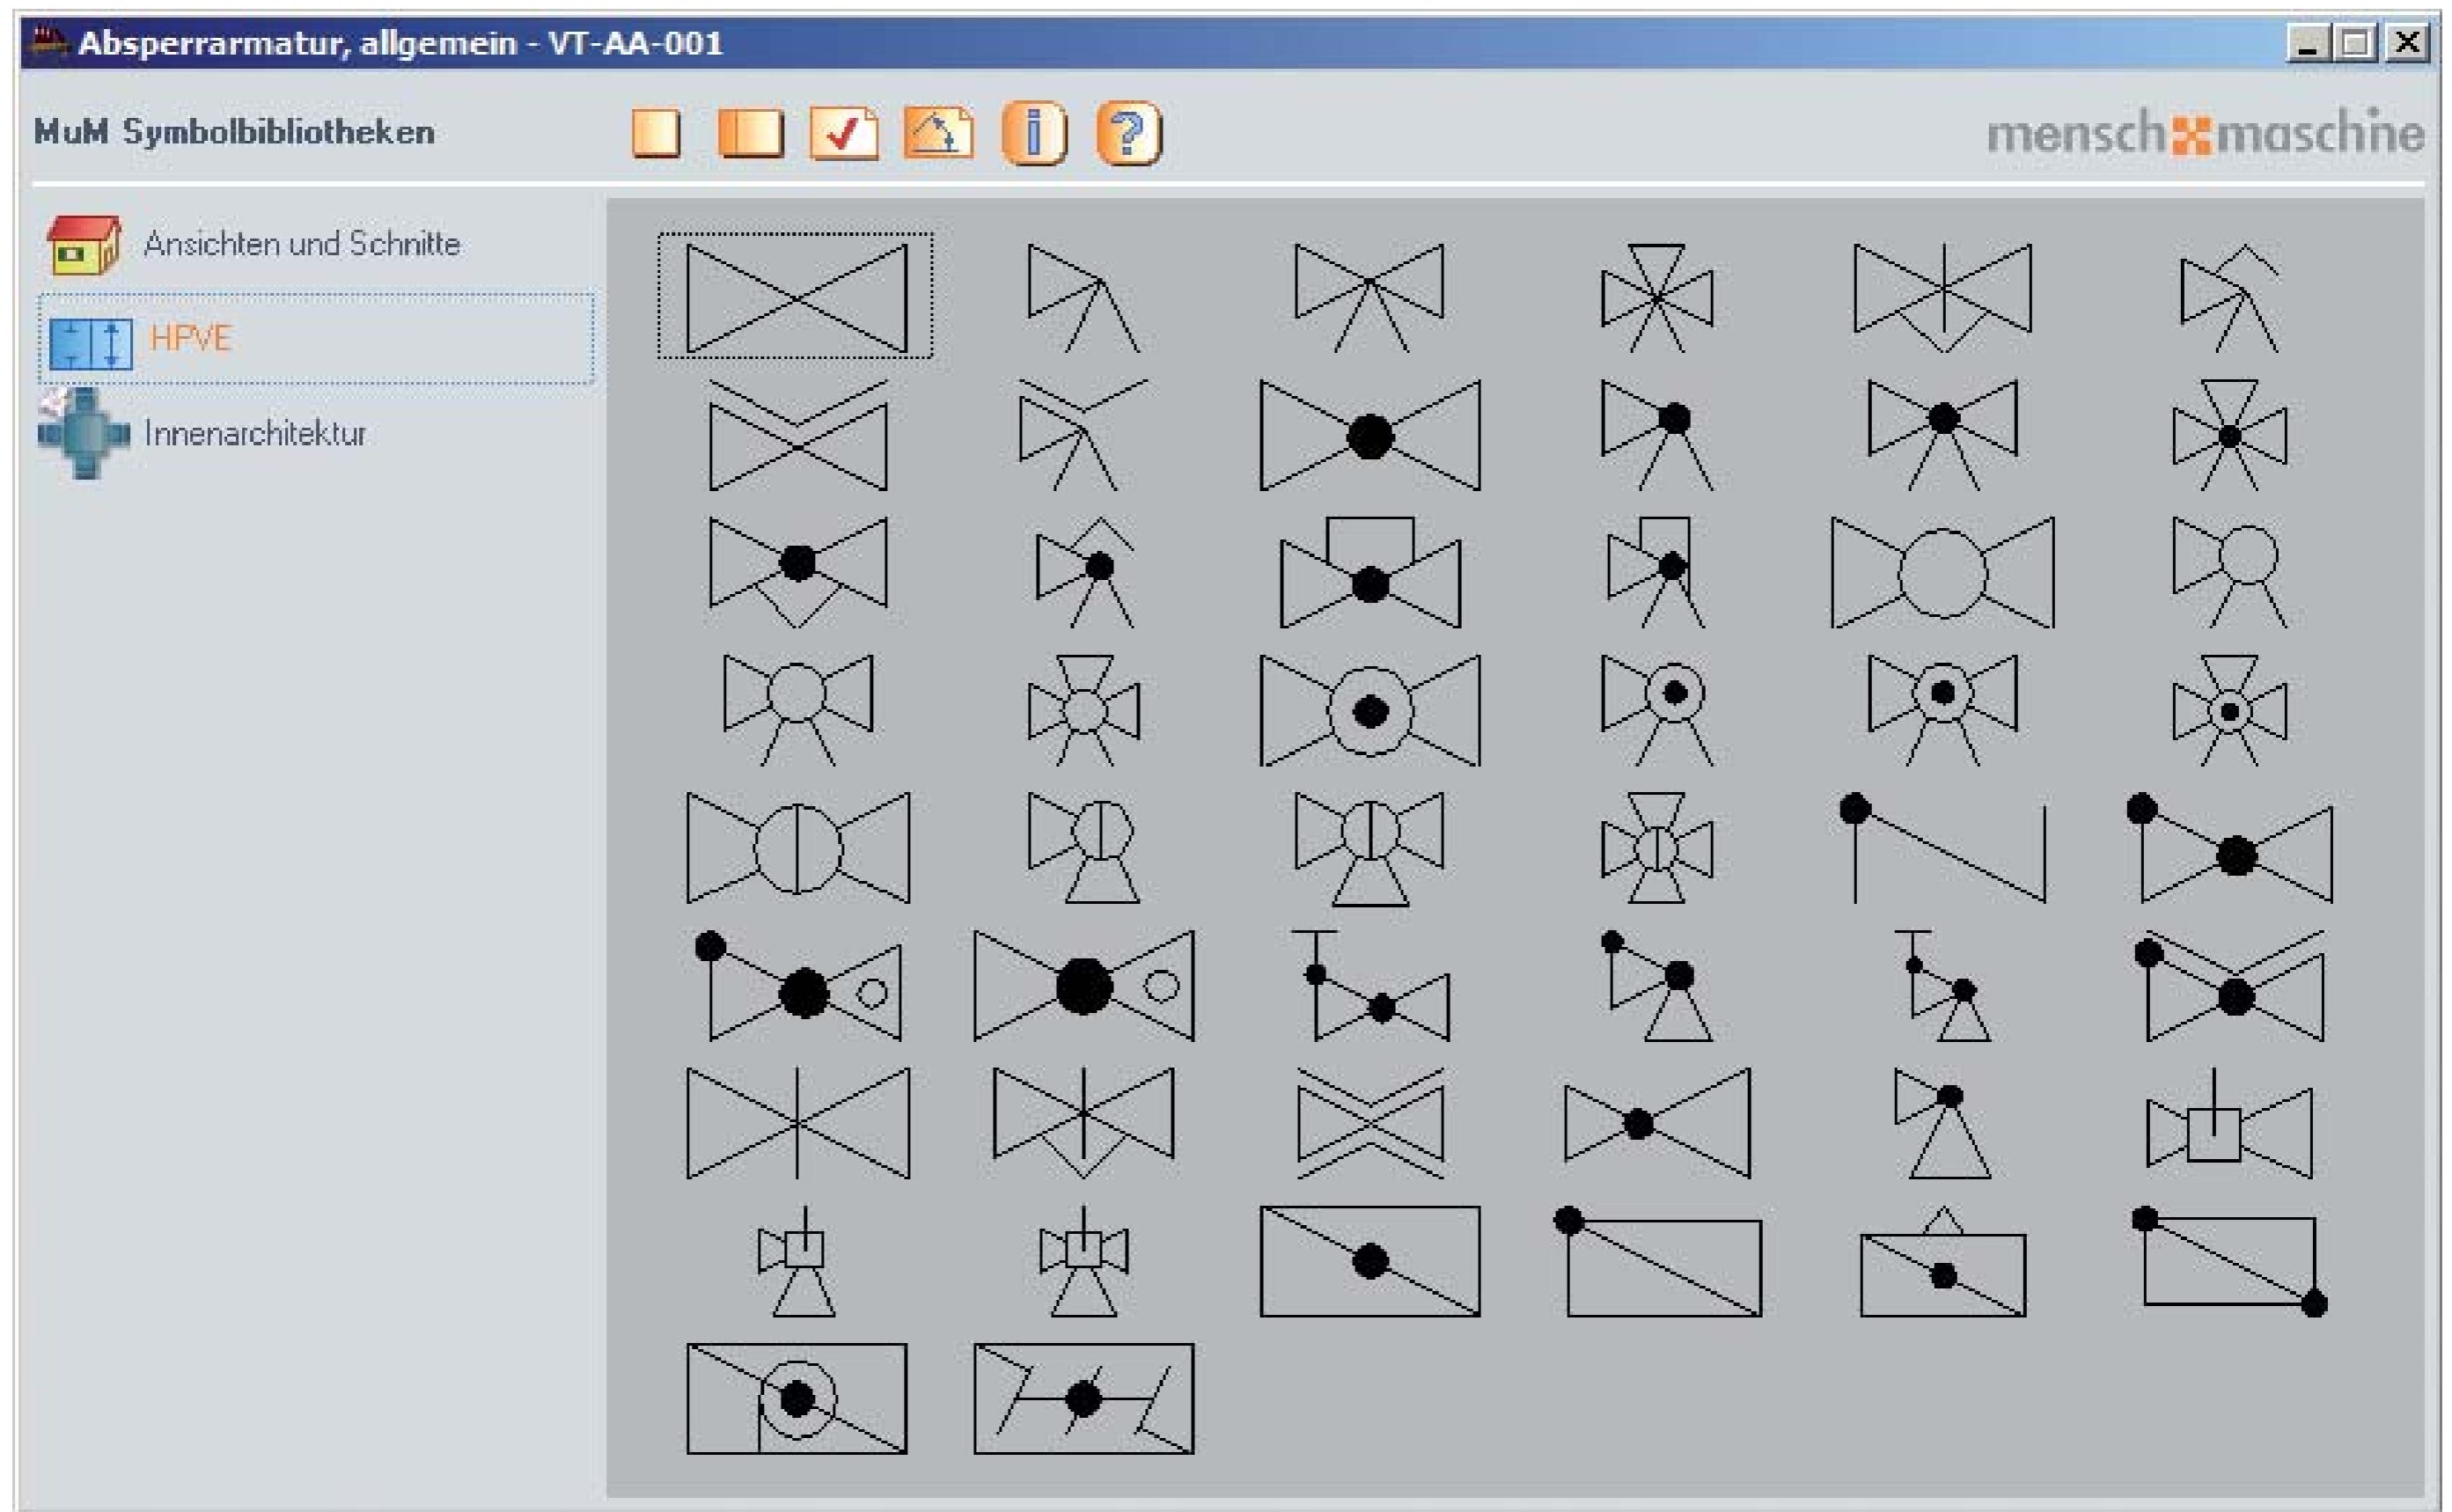 Absperrarmatur, allgemein - VT-AA-001
MuM Symbolbibliotheken
mensch maschine
Ansichten und Schnitte
HPVE
Innenarchitektur